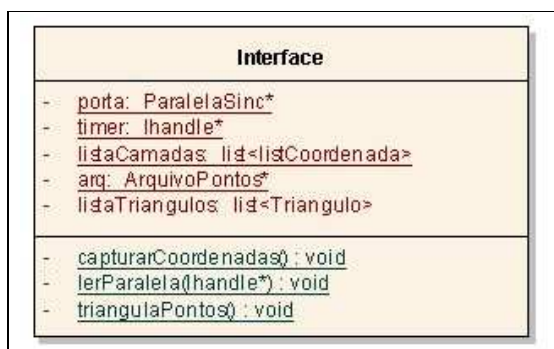 Interface
- porta: ParalelaSinc*
- timer: Ihandle*
- listaCamadas: list<listCoordenada>
- arq: ArquivoPontos*
- listaTriangulos: list<Triangulo>
- capturarCoordenadas() : void
- lerParalela(Ihandle*) : void
- triangulaPontos() : void